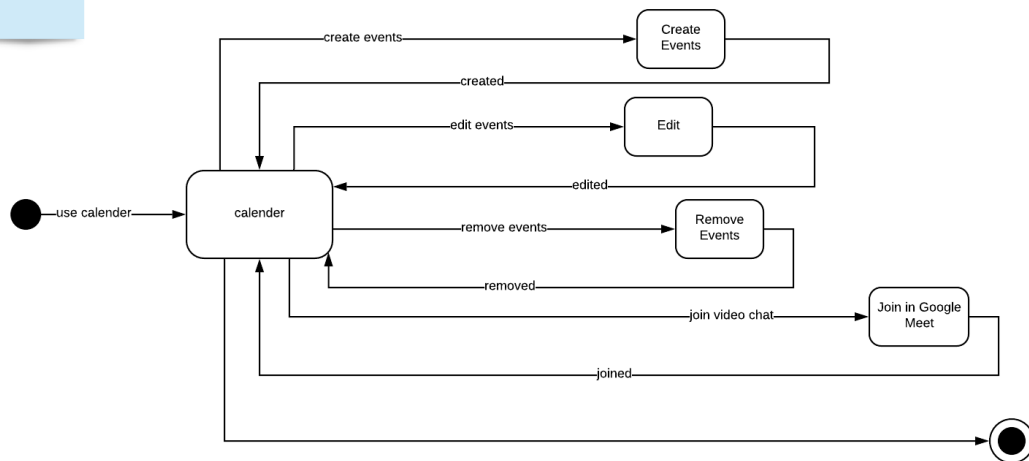 create events
Create
Events
created
edit events
Edit
edited
use calender
calender
remove events
Remove
Events
removed
join video chat
Join in Google
Meet
joined